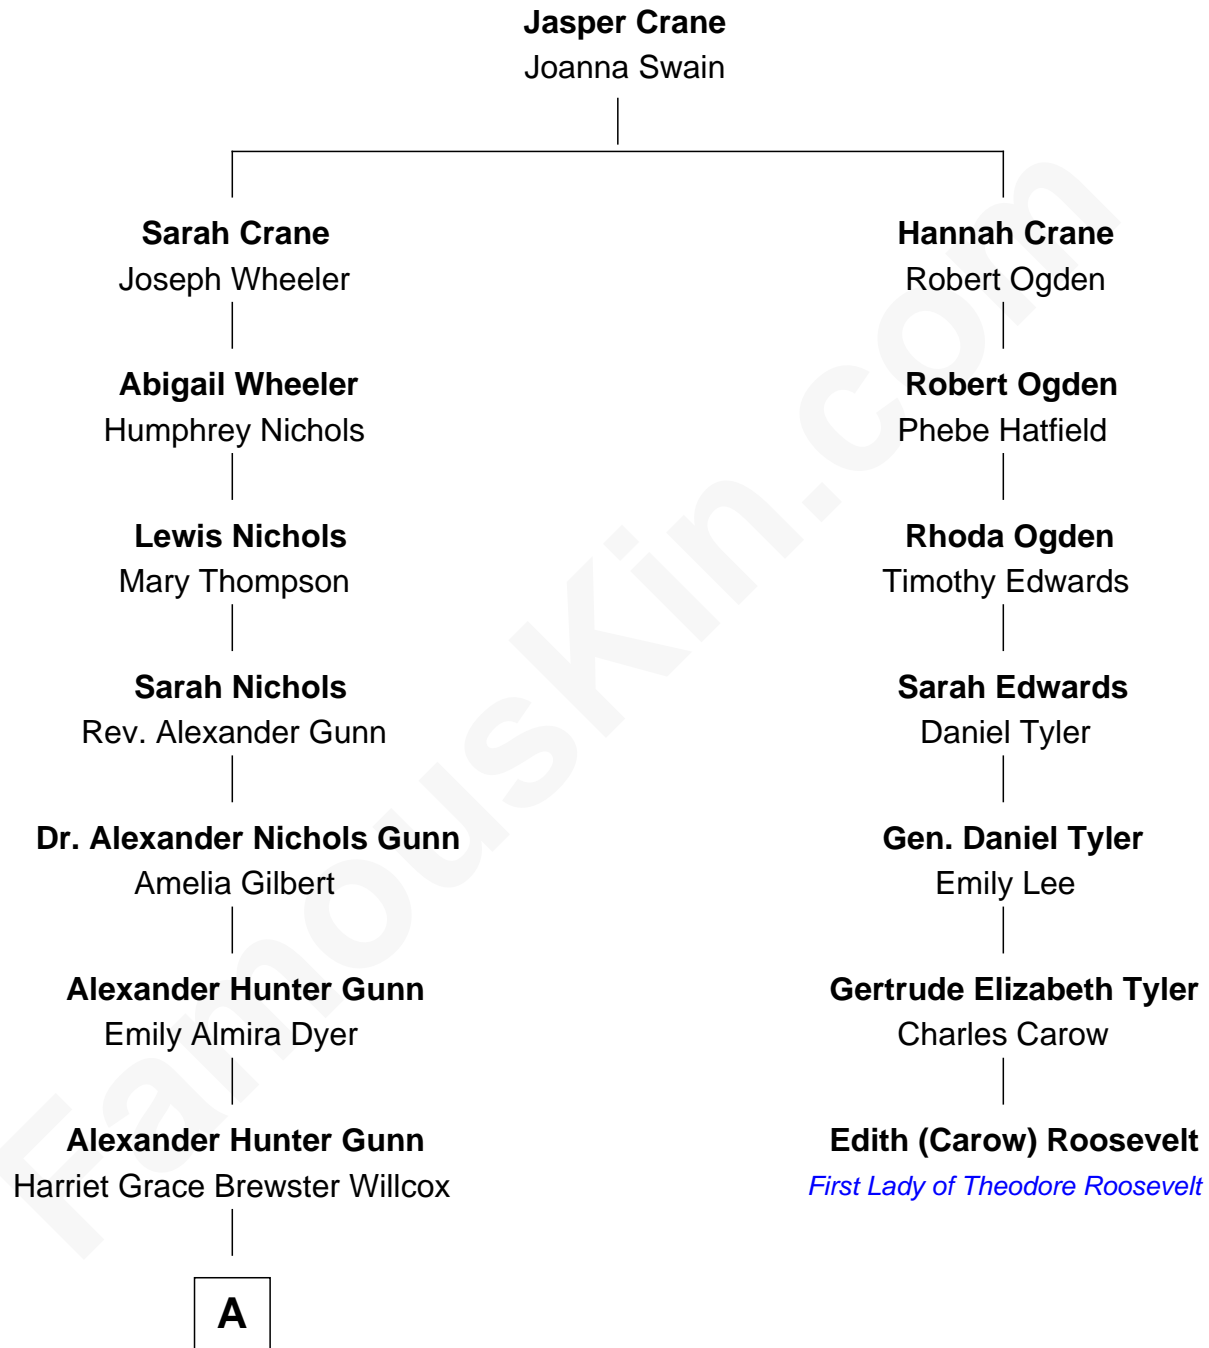 Jasper Crane
Joanna Swain
Sarah Crane
Joseph Wheeler
Hannah Crane
Robert Ogden
Abigail Wheeler
Humphrey Nichols
Robert Ogden
Phebe Hatfield
Lewis Nichols
Mary Thompson
Rhoda Ogden
Timothy Edwards
Sarah Nichols
Rev. Alexander Gunn
Sarah Edwards
Daniel Tyler
Dr. Alexander Nichols Gunn
Amelia Gilbert
Gen. Daniel Tyler
Emily Lee
Alexander Hunter Gunn
Emily Almira Dyer
Gertrude Elizabeth Tyler
Charles Carow
Alexander Hunter Gunn
Harriet Grace Brewster Willcox
Edith (Carow) Roosevelt
First Lady of Theodore Roosevelt
A
FamousKin.com